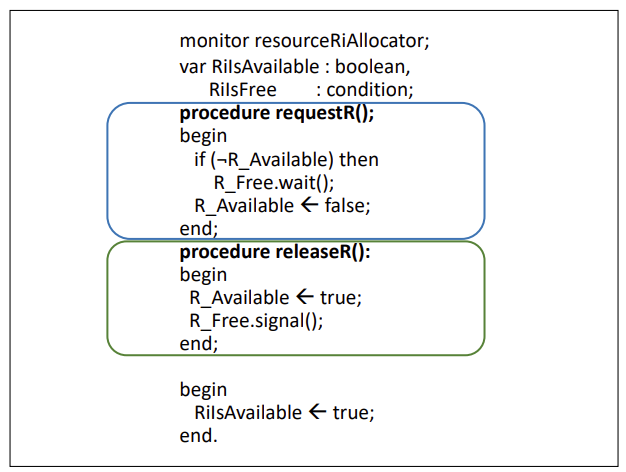 monitor resourceRiAllocator;
var RiIsAvailable : boolean,
RiIsFree : condition;
procedure requestR();
begin
if (¬R_Available) then
R_Free.wait();
R_Available ← false;
end;
procedure releaseR():
begin
R_Available ← true;
R_Free.signal();
end;
begin
RiIsAvailable ← true;
end.